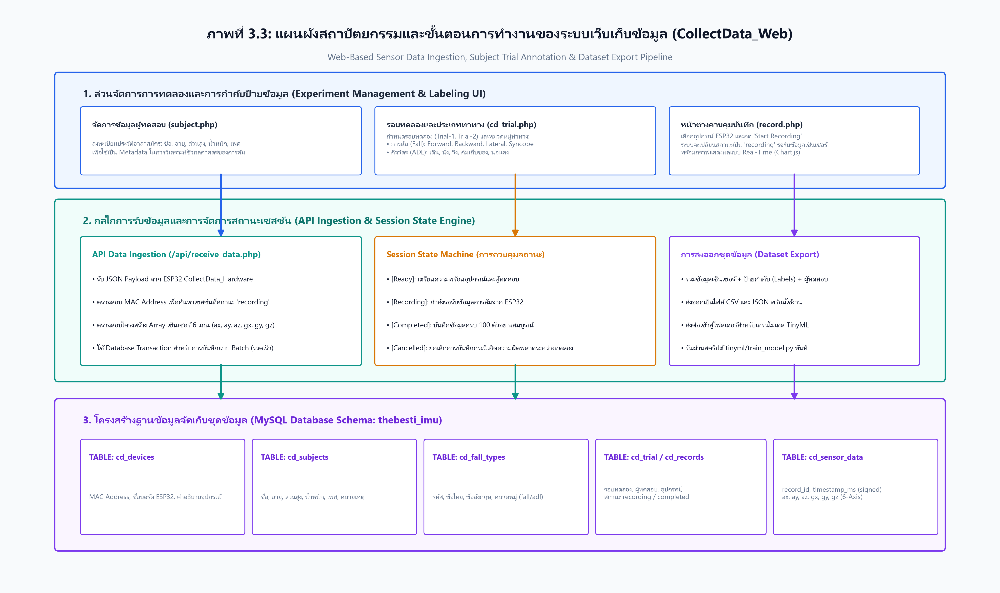 ภาพที่ 3.3: แผนผังสถาปัตยกรรมและขั้นตอนการทำงานของระบบเว็บเก็บข้อมูล (CollectData_Web)
Web-Based Sensor Data Ingestion, Subject Trial Annotation & Dataset Export Pipeline
1. ส่วนจัดการการทดลองและการกำกับป้ายข้อมูล (Experiment Management & Labeling UI)
จัดการข้อมูลผู้ทดสอบ (subject.php)
ลงทะเบียนประวัติอาสาสมัคร: ชื่อ, อายุ, ส่วนสูง, น้ำหนัก, เพศ
เพื่อใช้เป็น Metadata ในการวิเคราะห์ชีวกลศาสตร์ของการล้ม
รอบทดลองและประเภทท่าทาง (cd_trial.php)
กำหนดรอบทดลอง (Trial-1, Trial-2) และหมวดหมู่ท่าทาง:
• การล้ม (Fall): Forward, Backward, Lateral, Syncope
• กิจวัตร (ADL): เดิน, นั่ง, วิ่ง, ก้มเก็บของ, นอนลง
หน้าต่างควบคุมบันทึก (record.php)
เลือกอุปกรณ์ ESP32 และกด 'Start Recording'
ระบบจะเปลี่ยนสถานะเป็น 'recording' รอรับข้อมูลเซ็นเซอร์
พร้อมกราฟแสดงผลแบบ Real-Time (Chart.js)
2. กลไกการรับข้อมูลและการจัดการสถานะเซสชัน (API Ingestion & Session State Engine)
API Data Ingestion (/api/receive_data.php)
• รับ JSON Payload จาก ESP32 CollectData_Hardware
• ตรวจสอบ MAC Address เพื่อค้นหาเซสชันที่สถานะ 'recording'
• ตรวจสอบโครงสร้าง Array เซ็นเซอร์ 6 แกน (ax, ay, az, gx, gy, gz)
• ใช้ Database Transaction สำหรับการบันทึกแบบ Batch (รวดเร็ว)
Session State Machine (การควบคุมสถานะ)
• [Ready]: เตรียมความพร้อมอุปกรณ์และผู้ทดสอบ
• [Recording]: กำลังรอรับข้อมูลการล้มจาก ESP32
• [Completed]: บันทึกข้อมูลครบ 100 ตัวอย่างสมบูรณ์
• [Cancelled]: ยกเลิกการบันทึกกรณีเกิดความผิดพลาดระหว่างทดลอง
การส่งออกชุดข้อมูล (Dataset Export)
• รวมข้อมูลเซ็นเซอร์ + ป้ายกำกับ (Labels) + ผู้ทดสอบ
• ส่งออกเป็นไฟล์ CSV และ JSON พร้อมใช้งาน
• ส่งต่อเข้าสู่โฟลเดอร์สำหรับเทรนโมเดล TinyML
• รันผ่านสคริปต์ tinyml/train_model.py ทันที
3. โครงสร้างฐานข้อมูลจัดเก็บชุดข้อมูล (MySQL Database Schema: thebesti_imu)
TABLE: cd_devices
MAC Address, ชื่อบอร์ด ESP32, คำอธิบายอุปกรณ์
TABLE: cd_subjects
ชื่อ, อายุ, ส่วนสูง, น้ำหนัก, เพศ, หมายเหตุ
TABLE: cd_fall_types
รหัส, ชื่อไทย, ชื่ออังกฤษ, หมวดหมู่ (fall/adl)
TABLE: cd_trial / cd_records
รอบทดลอง, ผู้ทดสอบ, อุปกรณ์,
สถานะ recording / completed
TABLE: cd_sensor_data
record_id, timestamp_ms (signed)
ax, ay, az, gx, gy, gz (6-Axis)